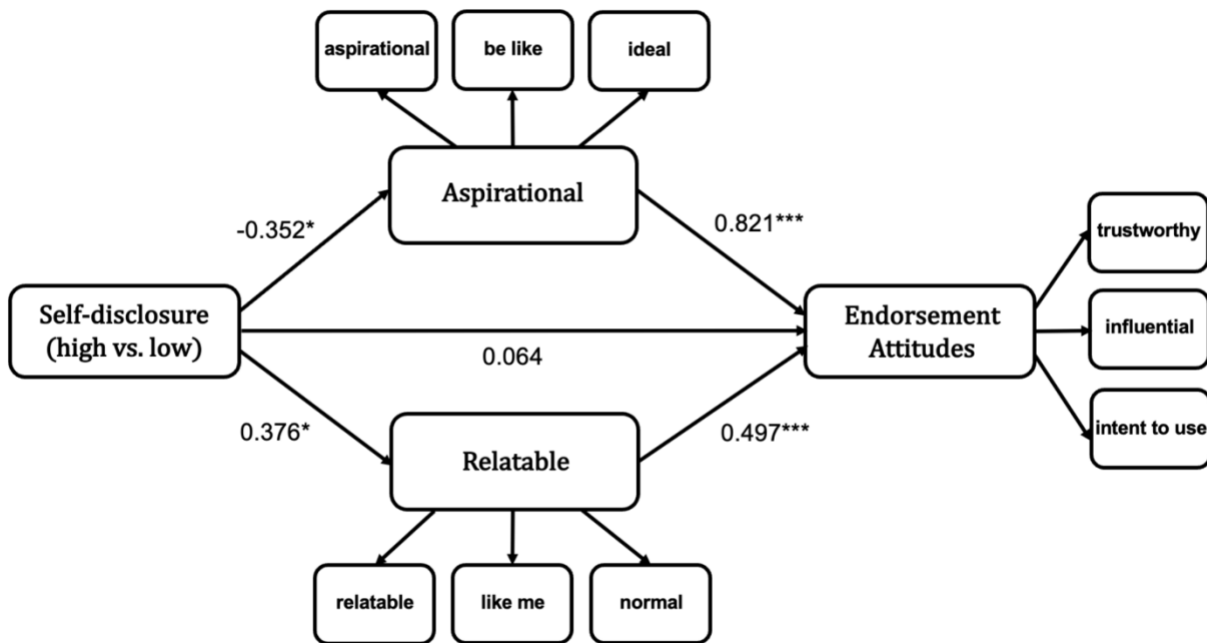 aspirational
be like
ideal
Aspirational
-0.352*
0.821***
trustworthy
Self-disclosure
(high vs. low)
0.064
Endorsement
Attitudes
influential
0.376*
0.497***
intent to use
Relatable
relatable
like me
normal